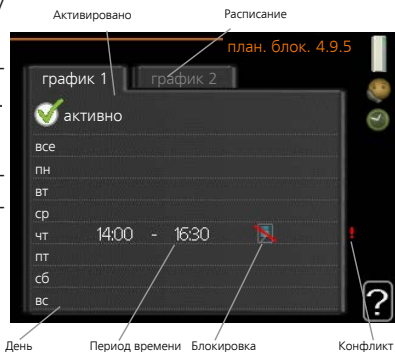 Активировано
Расписание
план. блок. 4.9.5
график 1
график 2
активно
все
пн
вт
ср
чт 14:00 - 16:30 !
пт
сб
вс
?
День
Период времени
Блокировка
Конфликт